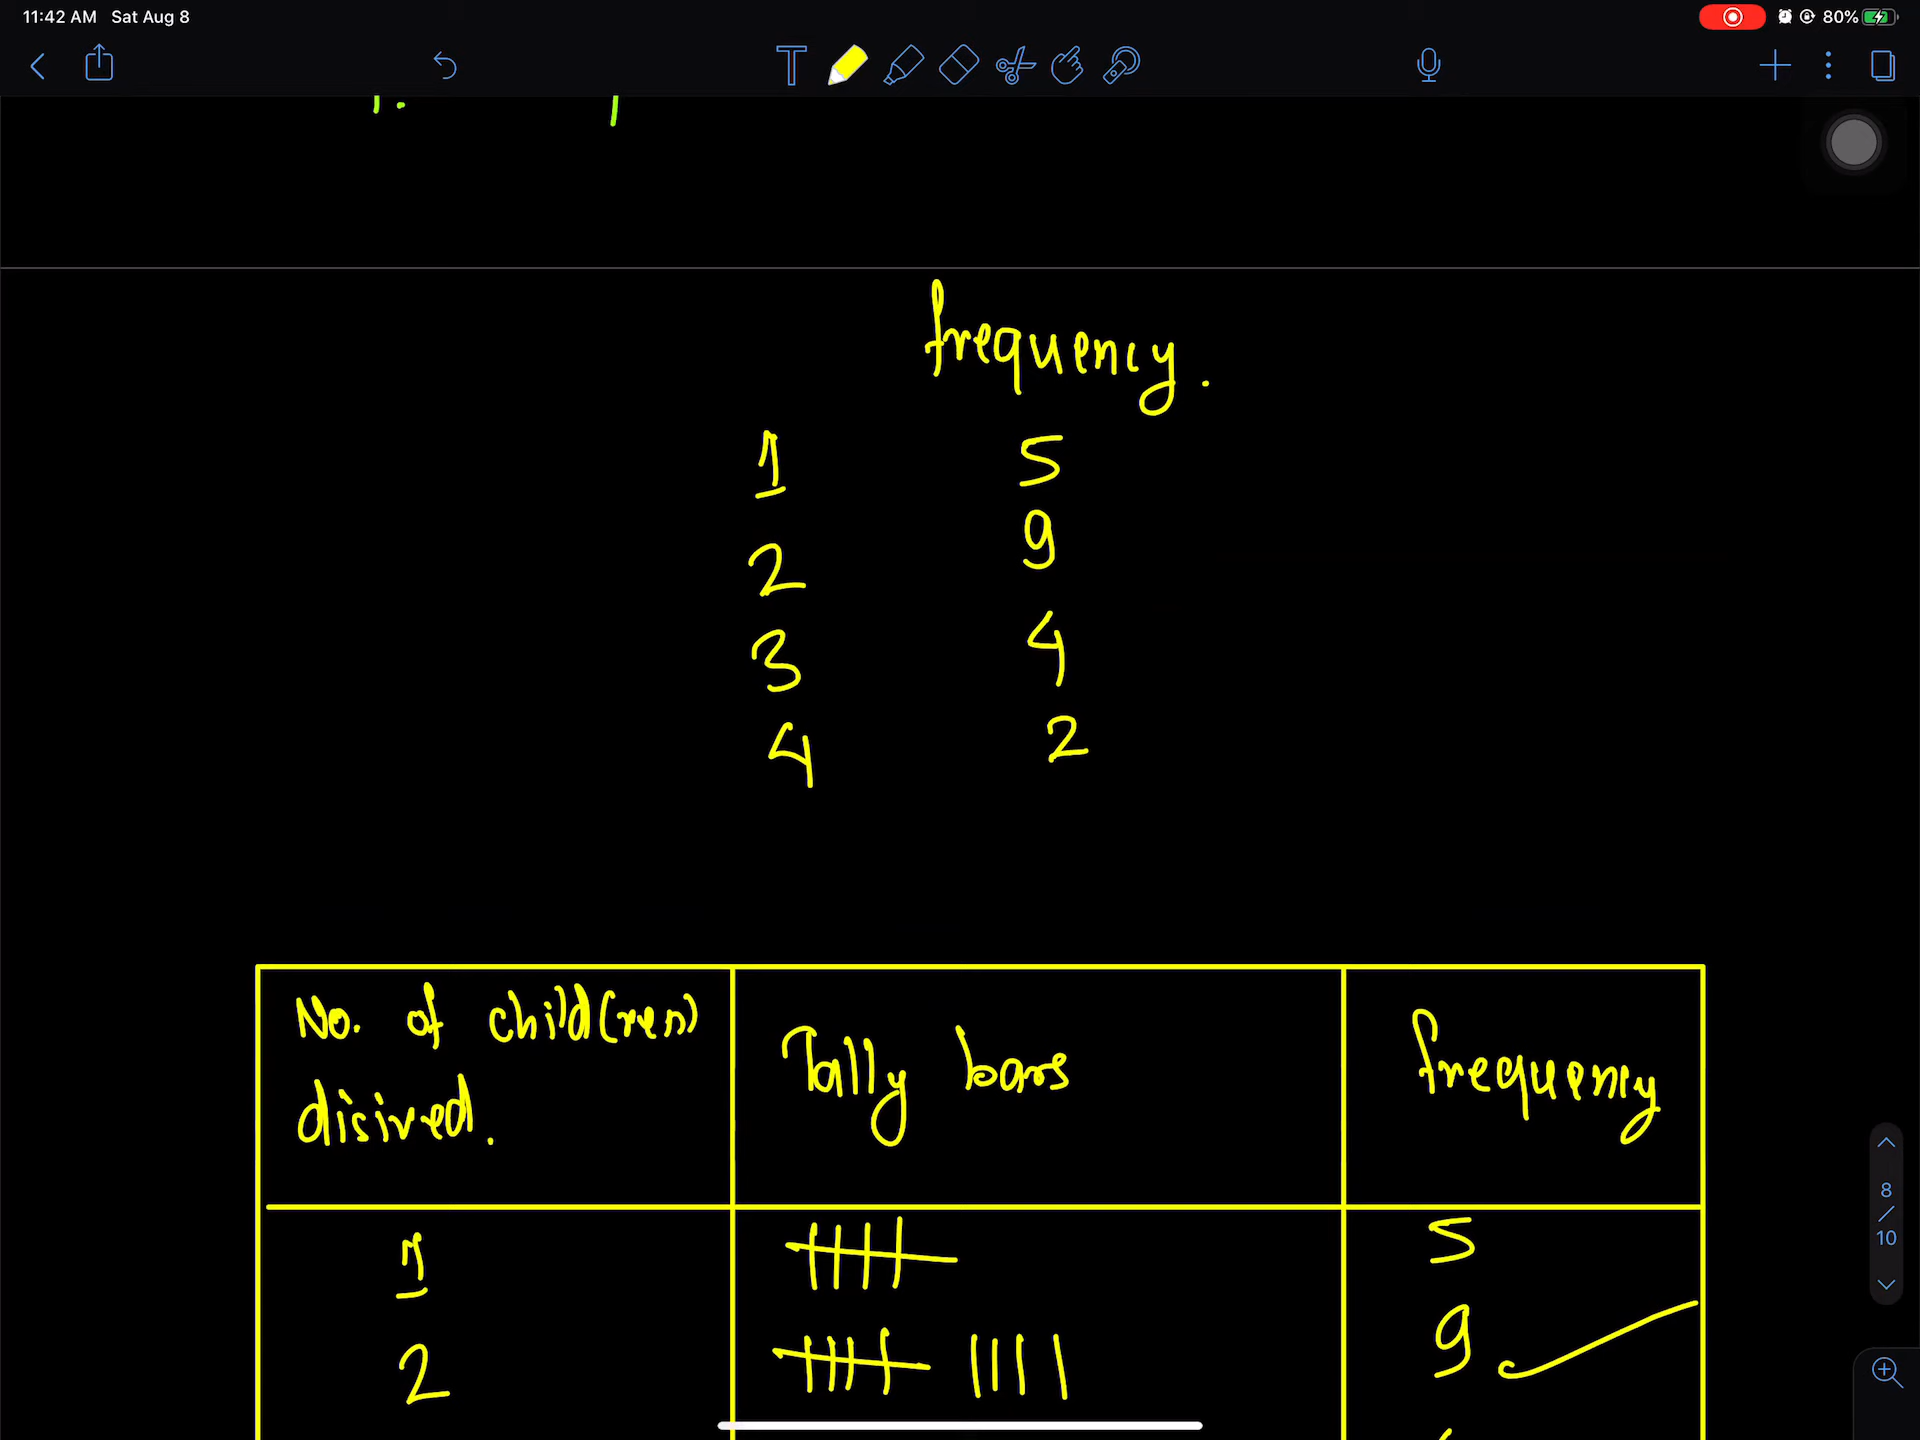 11:42 AM Sat Aug 8
80%
T
frequency.
1 5
2 9
3 4
4 2
No. of child(ren) Tally bars frequency
disired.
1 5
2 9
8
/
10